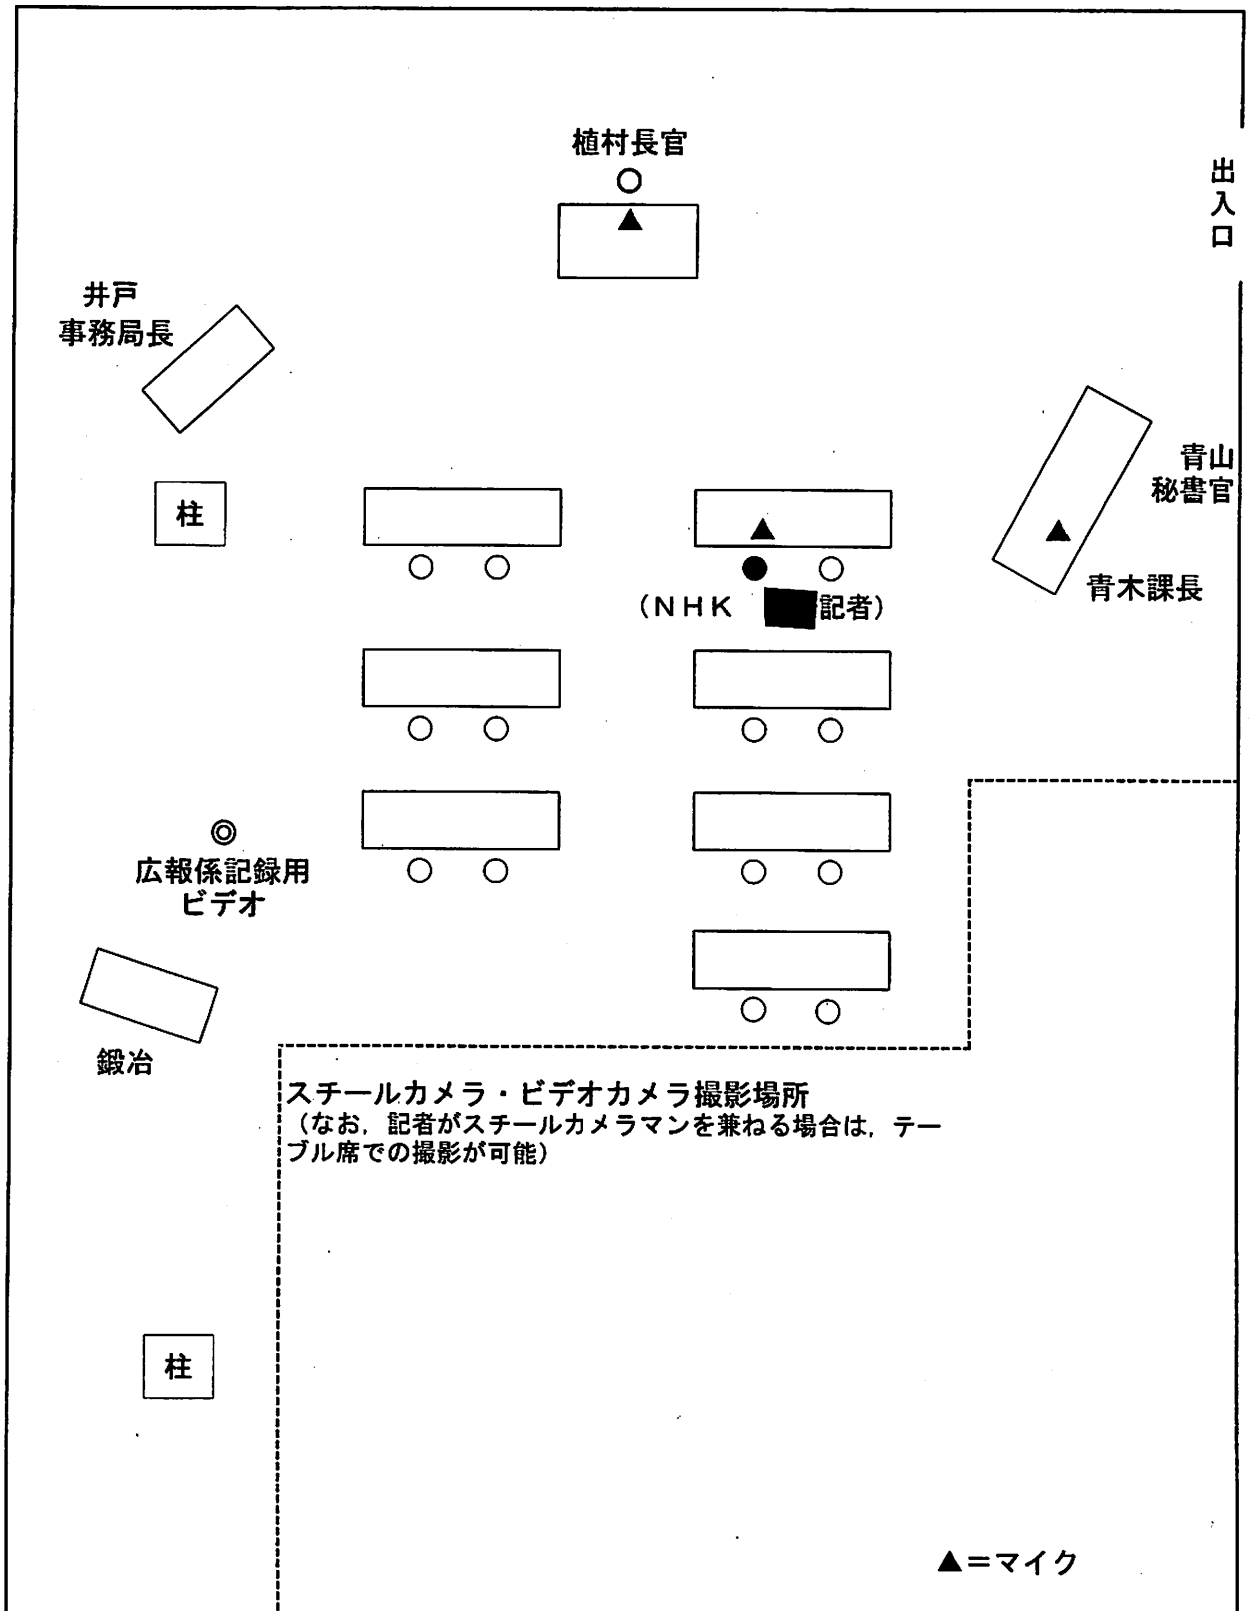 植村長官
出入口
井戸
事務局長
青山
秘書官
柱
青木課長
（ＮＨＫ 記者）
広報係記録用
ビデオ
鍛冶
スチールカメラ・ビデオカメラ撮影場所
（なお，記者がスチールカメラマンを兼ねる場合は，テー
ブル席での撮影が可能）
柱
▲＝マイク